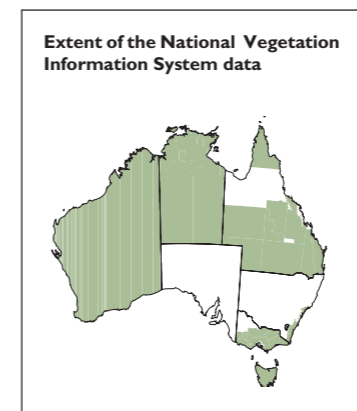 Extent of the National Vegetation
Information System data